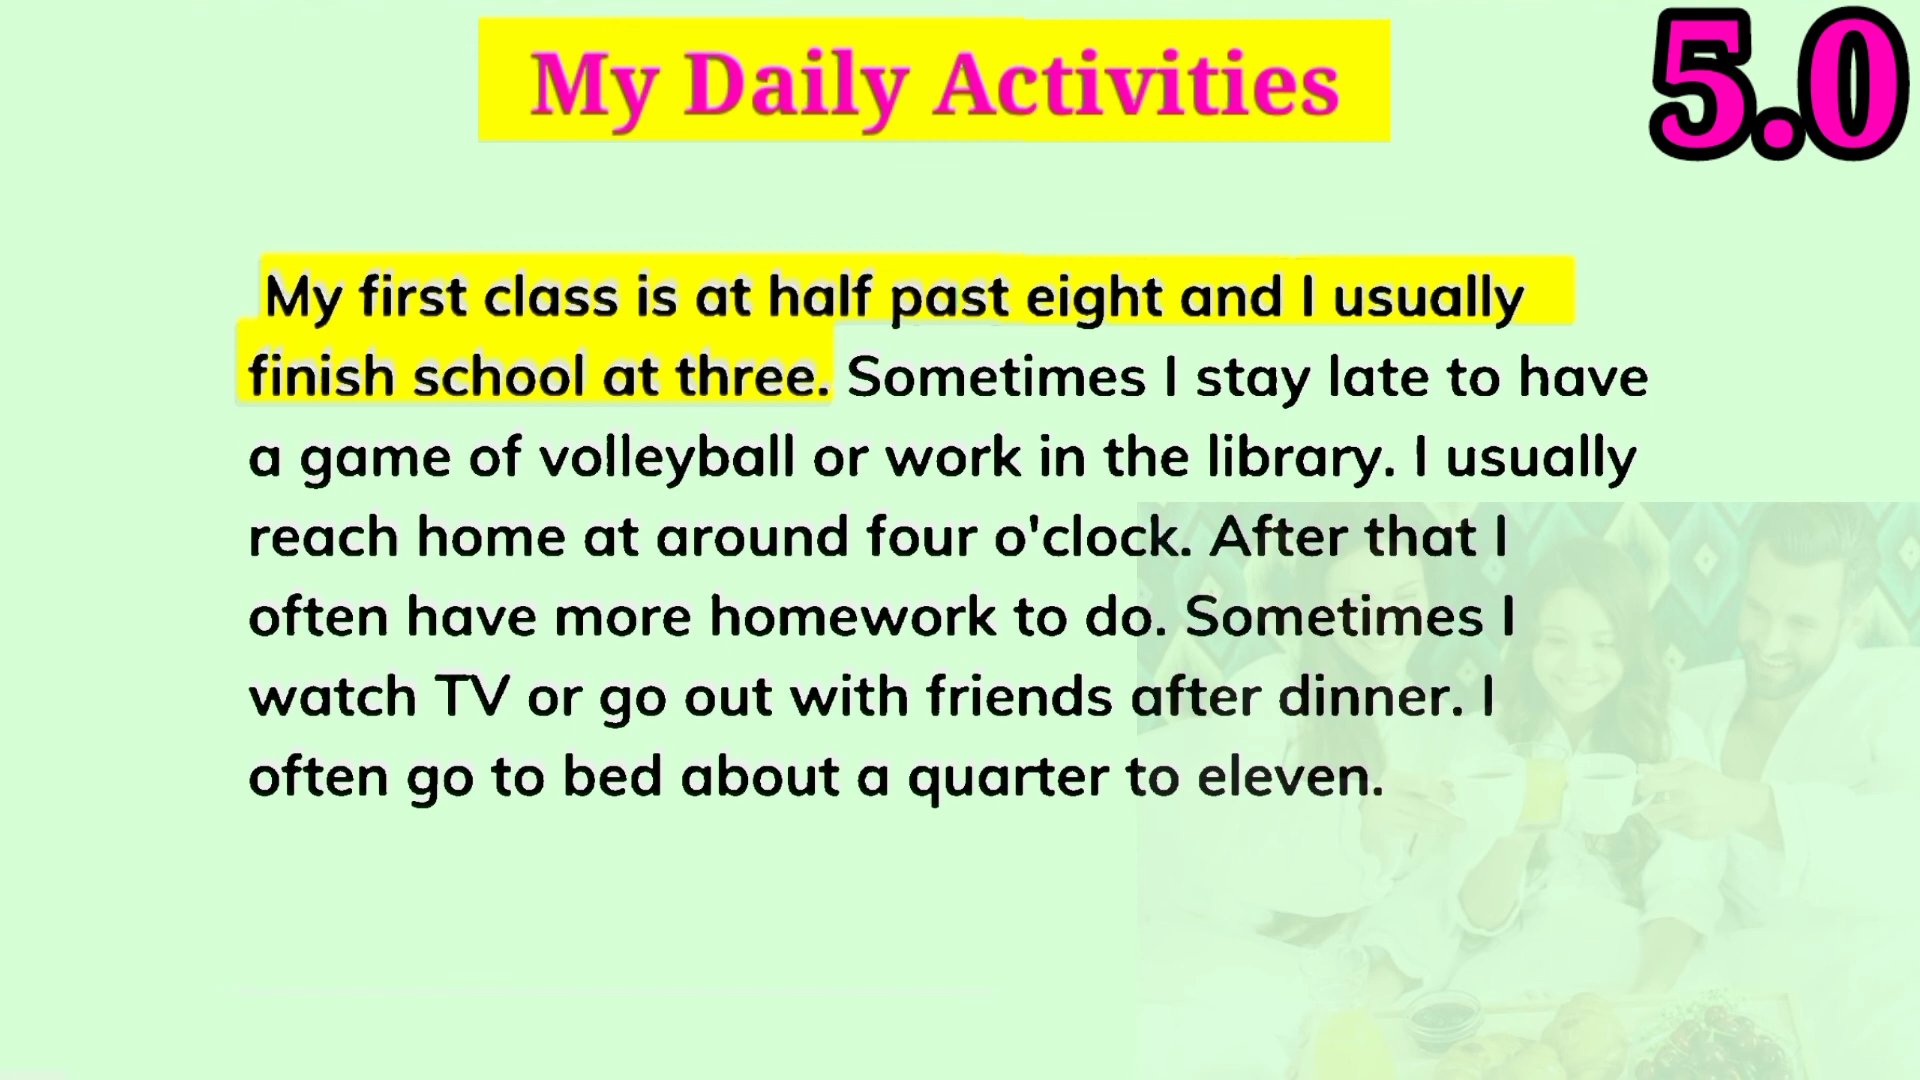 My Daily Activities
5.0
My first class is at half past eight and I usually
finish school at three. Sometimes I stay late to have
a game of volleyball or work in the library. I usually
reach home at around four o'clock. After that I
often have more homework to do. Sometimes I
watch TV or go out with friends after dinner. I
often go to bed about a quarter to eleven.